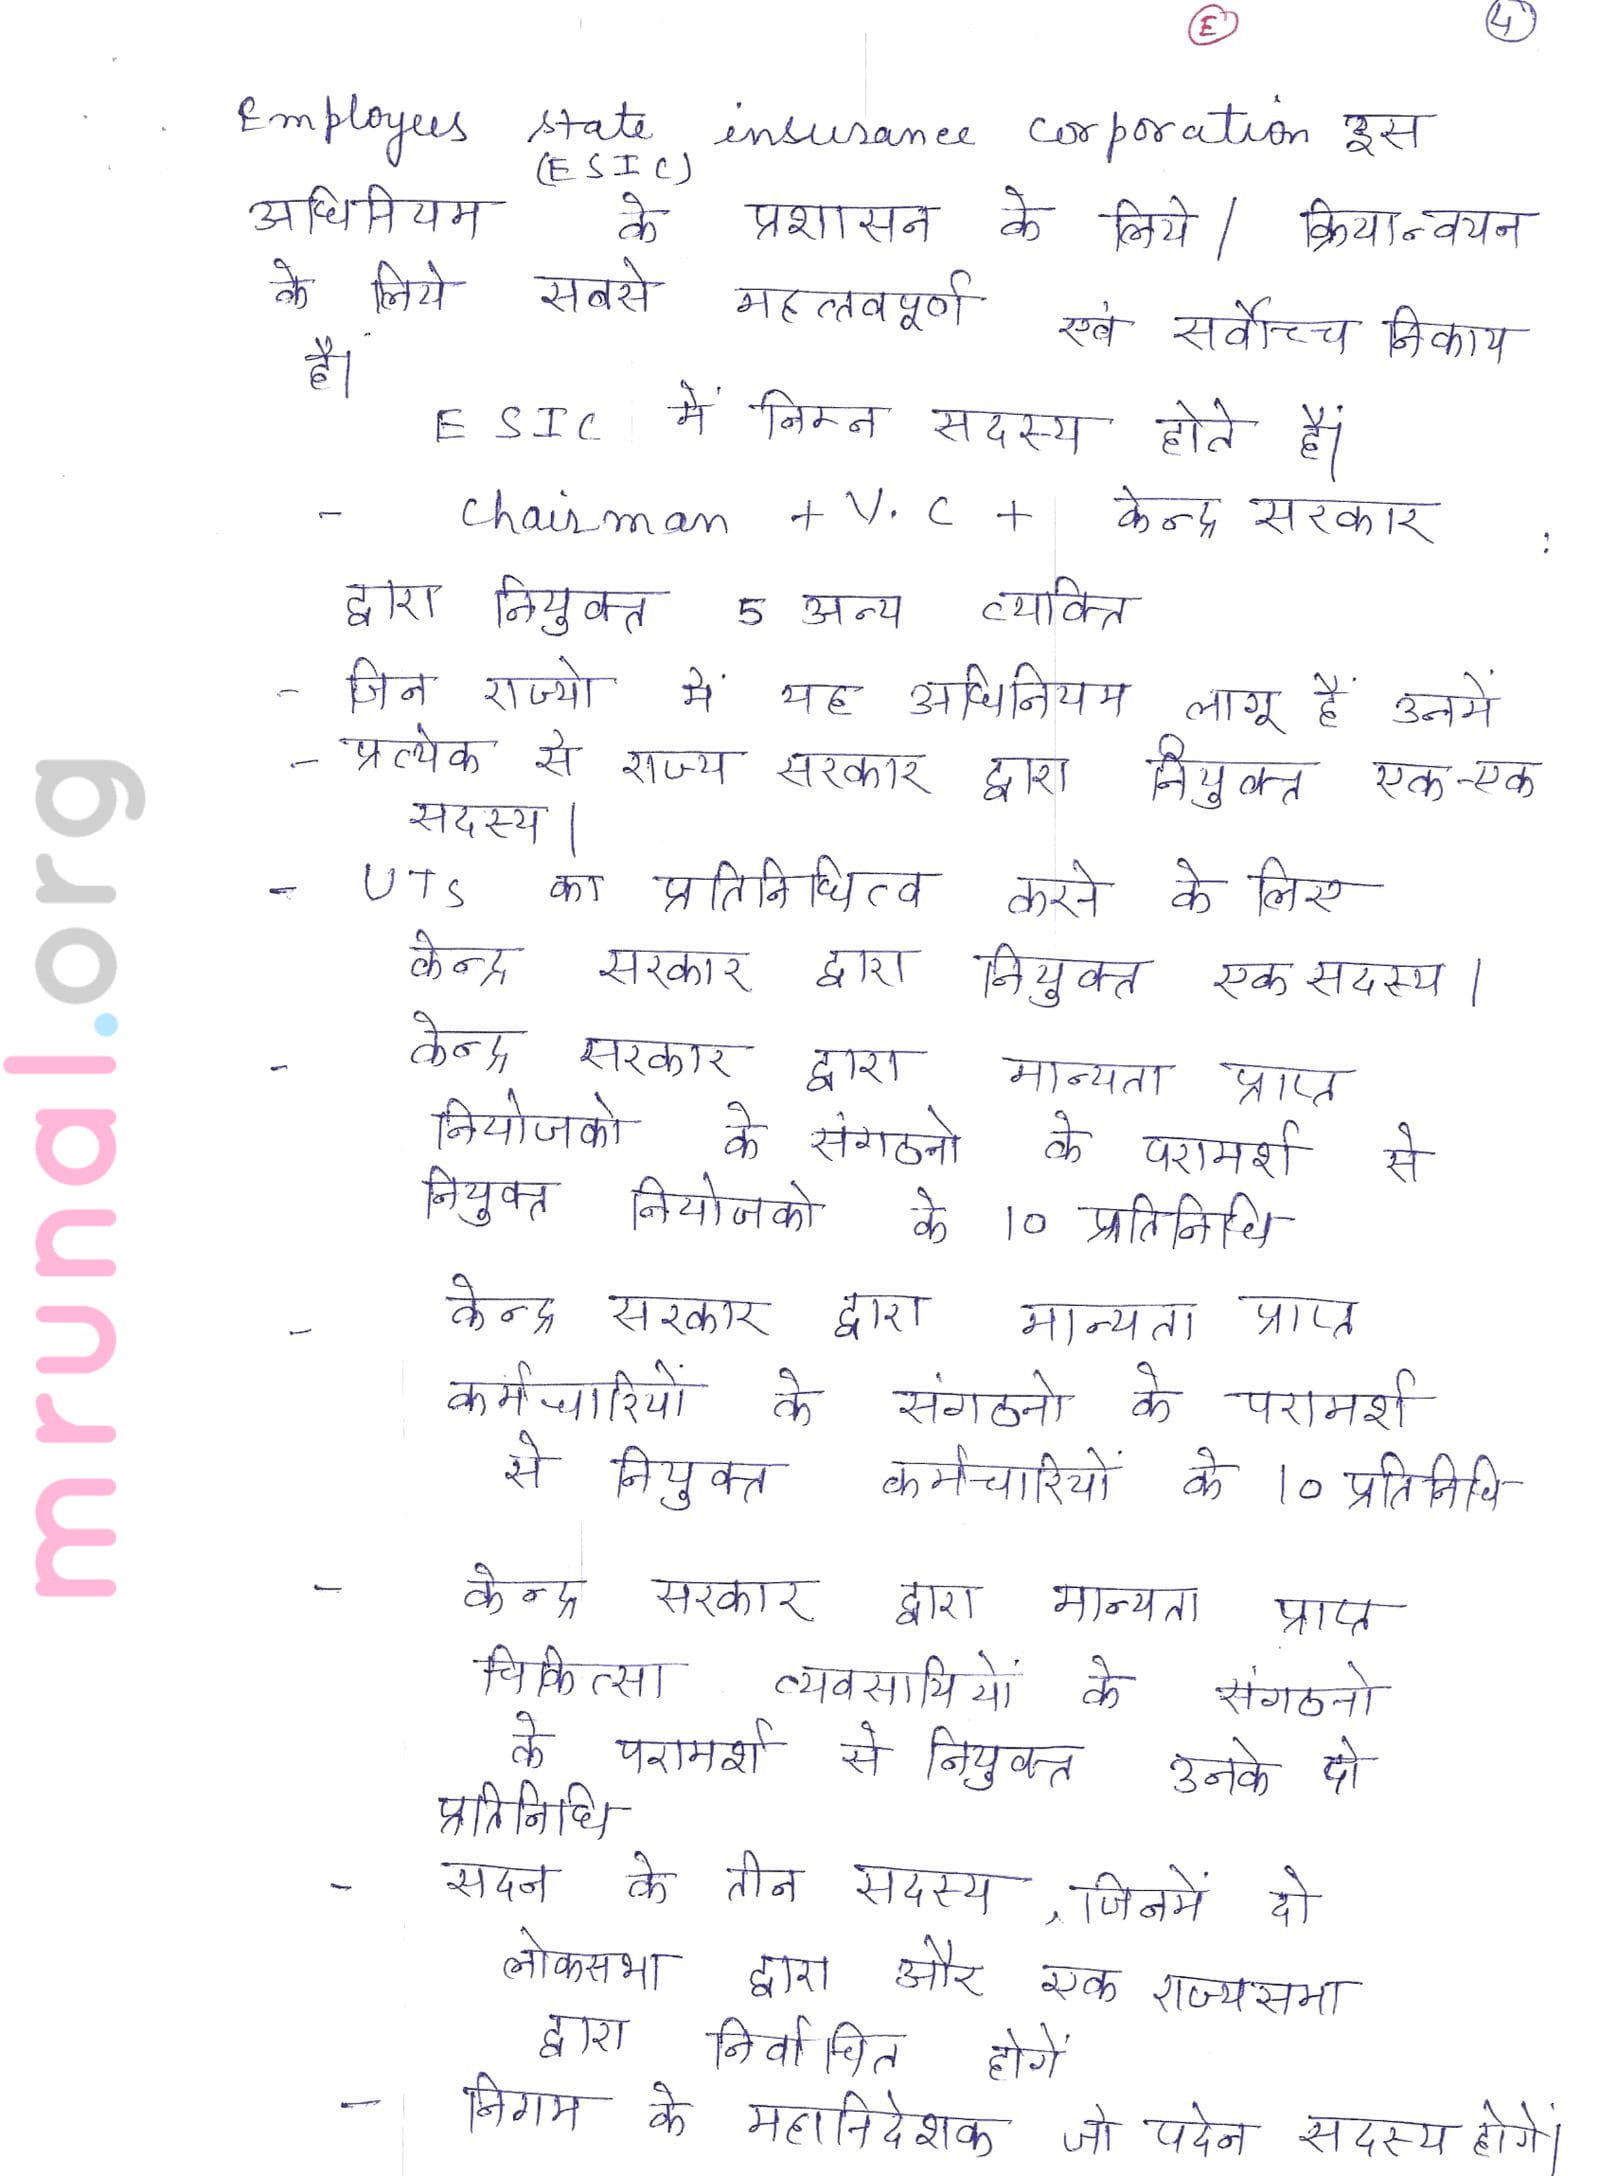 E 4
Employees state insurance corporation इस
(ESIC)
अधिनियम के प्रशासन के लिये / क्रियान्वयन
के लिये सबसे महत्तवपूर्ण एवं सर्वोच्च निकाय
है।
ESIC में निम्न सदस्य होते हैं।
- Chairman + V.C + केन्द्र सरकार
द्वारा नियुक्त 5 अन्य व्यक्ति
- जिन राज्यो में यह अधिनियम लागू हैं उनमें
- प्रत्येक से राज्य सरकार द्वारा नियुक्त एक-एक
सदस्य।
- UTs का प्रतिनिधित्व करने के लिए
केन्द्र सरकार द्वारा नियुक्त एक सदस्य।
- केन्द्र सरकार द्वारा मान्यता प्राप्त
नियोजको के संगठनो के परामर्श से
नियुक्त नियोजको के 10 प्रतिनिधि
- केन्द्र सरकार द्वारा मान्यता प्राप्त
कर्मचारियों के संगठनो के परामर्श
से नियुक्त कर्मचारियों के 10 प्रतिनिधि
- केन्द्र सरकार द्वारा मान्यता प्राप्त
चिकित्सा व्यवसायियों के संगठनो
के परामर्श से नियुक्त उनके दो
प्रतिनिधि
- सदन के तीन सदस्य, जिनमें दो
लोकसभा द्वारा और एक राज्यसभा
द्वारा निर्वाचित होगें
- निगम के महानिदेशक जो पदेन सदस्य होगें।
mrunal.org